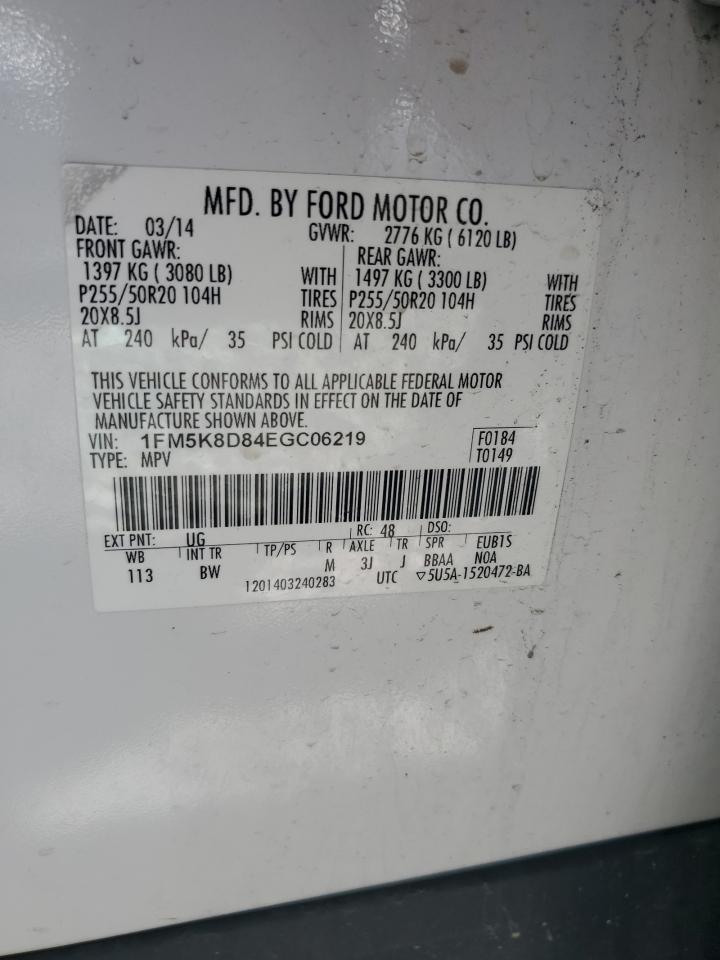 MFD. BY FORD MOTOR CO.
DATE: 03/14 GVWR: 2776 KG ( 6120 LB)
FRONT GAWR: REAR GAWR:
1397 KG ( 3080 LB) WITH 1497 KG ( 3300 LB) WITH
P255/50R20 104H TIRES P255/50R20 104H TIRES
20X8.5J RIMS 20X8.5J RIMS
AT 240 kPa/ 35 PSI COLD AT 240 kPa/ 35 PSI COLD
THIS VEHICLE CONFORMS TO ALL APPLICABLE FEDERAL MOTOR
VEHICLE SAFETY STANDARDS IN EFFECT ON THE DATE OF
MANUFACTURE SHOWN ABOVE.
VIN: 1FM5K8D84EGC06219 F0184
TYPE: MPV T0149
EXT PNT: UG RC: 48 DSO:
WB INT TR TP/PS R AXLE TR SPR EUB1S
113 BW M 3J J BBAA NOA
1201403240283 UTC ▽5U5A-1520472-BA